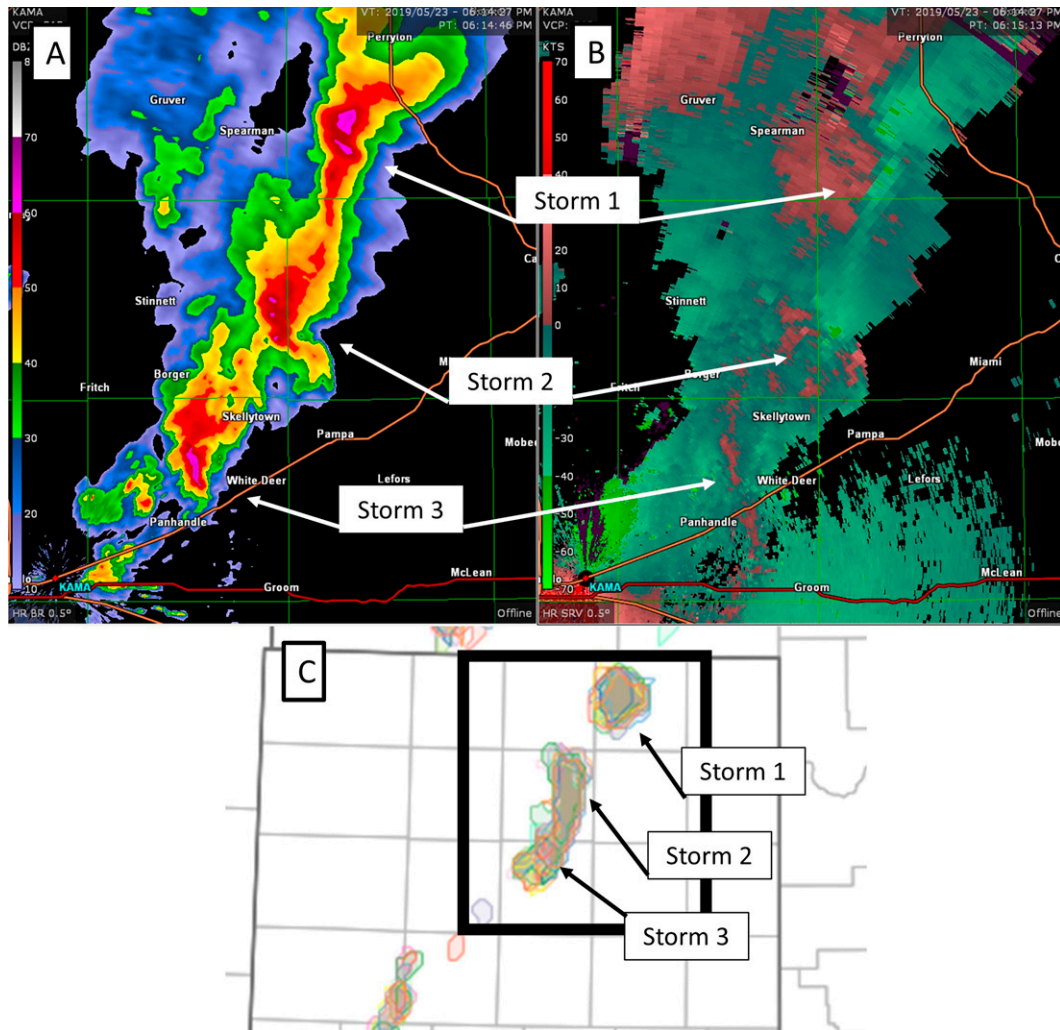 KAMA
VT: 2019/05/23 - 06:14:27 PM
PT: 06:14:46 PM
A
Perryton
Gruver
Spearman
Stinnett
Borger
Fritch
Skellytown
Pampa
White Deer
Lefors
Panhandle
KAMA
Groom
McLean
70
60
50
40
30
20
10
HR BR 0.5°
Offline
KAMA
VT: 2019/05/23 - 06:14:27 PM
PT: 06:15:13 PM
B
KTS
70
60
50
20
10
0
-30
-40
-50
-60
-70
Perryton
Gruver
Spearman
Stinnett
Miami
Fritch
Borger
Skellytown
Pampa
White Deer
Lefors
Panhandle
KAMA
Groom
McLean
HR SRV 0.5°
Offline
Storm 1
Storm 2
Storm 3
C
Storm 1
Storm 2
Storm 3